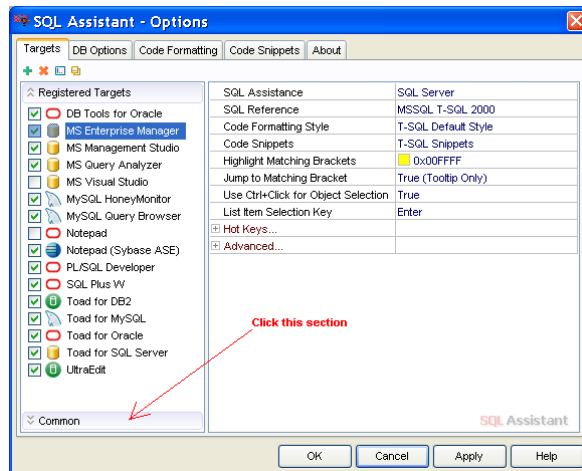 SQL Assistant - Options
Targets DB Options Code Formatting Code Snippets About
Registered Targets
DB Tools for Oracle
MS Enterprise Manager
MS Management Studio
MS Query Analyzer
MS Visual Studio
MySQL HoneyMonitor
MySQL Query Browser
Notepad
Notepad (Sybase ASE)
PL/SQL Developer
SQL Plus W
Toad for DB2
Toad for MySQL
Toad for Oracle
Toad for SQL Server
UltraEdit
Common
SQL Assistance SQL Server
SQL Reference MSSQL T-SQL 2000
Code Formatting Style T-SQL Default Style
Code Snippets T-SQL Snippets
Highlight Matching Brackets 0x00FFFF
Jump to Matching Bracket True (Tooltip Only)
Use Ctrl+Click for Object Selection True
List Item Selection Key Enter
Hot Keys...
Advanced...
Click this section
SQL Assistant
OK Cancel Apply Help